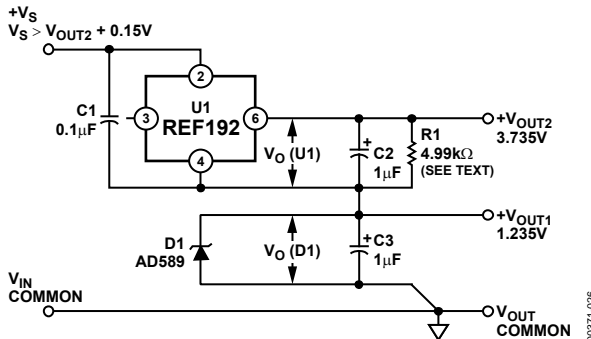 +VS
VS > VOUT2 + 0.15V
2
U1
REF192
3
6
4
C1
0.1µF
VO (U1)
+
C2
1µF
R1
4.99kΩ
(SEE TEXT)
+VOUT2
3.735V
+VOUT1
1.235V
D1
AD589
VO (D1)
+
C3
1µF
VIN
COMMON
VOUT
COMMON
00371-026